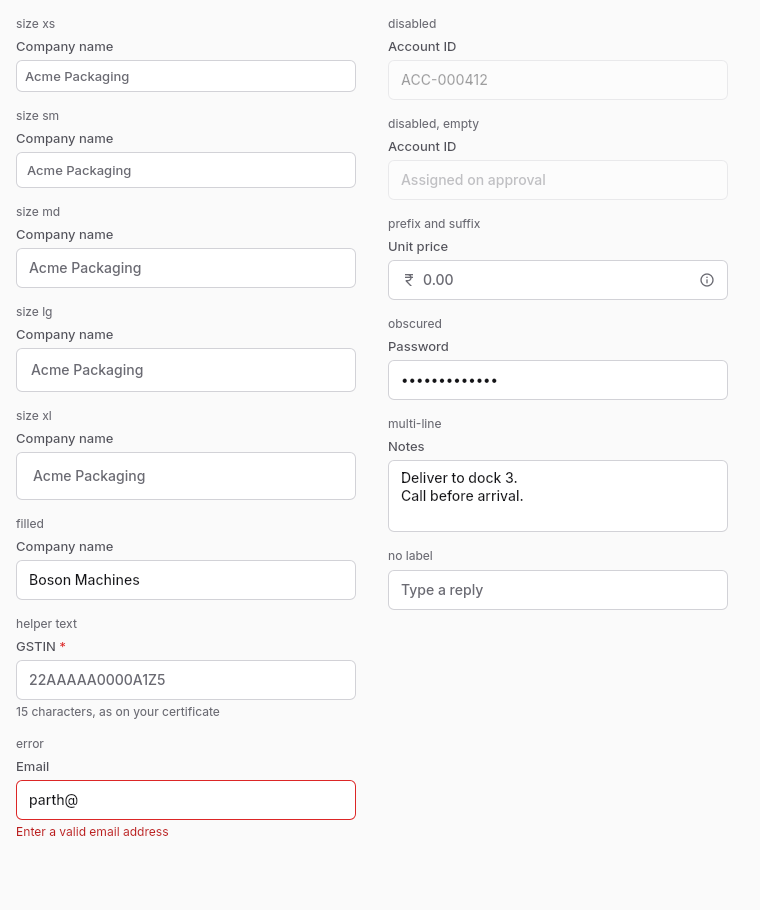 size xs
Company name
Acme Packaging
size sm
Company name
Acme Packaging
size md
Company name
Acme Packaging
size lg
Company name
Acme Packaging
size xl
Company name
Acme Packaging
filled
Company name
Boson Machines
helper text
GSTIN *
22AAAAA0000A1Z5
15 characters, as on your certificate
error
Email
parth@
Enter a valid email address
disabled
Account ID
ACC-000412
disabled, empty
Account ID
Assigned on approval
prefix and suffix
Unit price
₹ 0.00
obscured
Password
•••••••••••••
multi-line
Notes
Deliver to dock 3.
Call before arrival.
no label
Type a reply